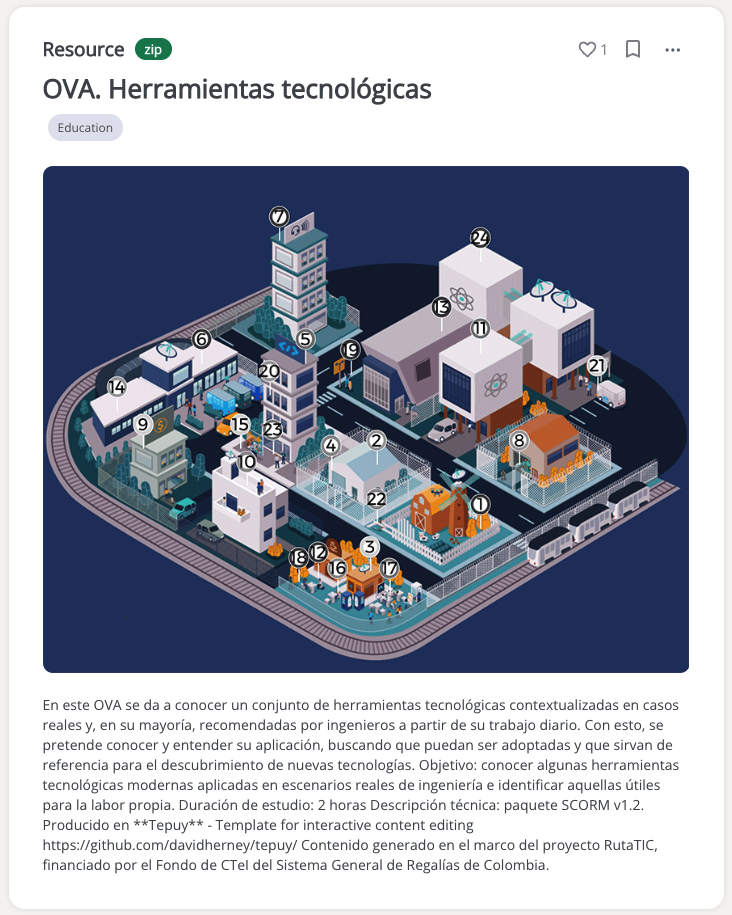 Resource zip 1
OVA. Herramientas tecnológicas
Education
7
24
13
5
11
6
19
20
21
14
9
15
23
4
2
8
10
22
1
3
18
12
16
17
$
</>
En este OVA se da a conocer un conjunto de herramientas tecnológicas contextualizadas en casos
reales y, en su mayoría, recomendadas por ingenieros a partir de su trabajo diario. Con esto, se
pretende conocer y entender su aplicación, buscando que puedan ser adoptadas y que sirvan de
referencia para el descubrimiento de nuevas tecnologías. Objetivo: conocer algunas herramientas
tecnológicas modernas aplicadas en escenarios reales de ingeniería e identificar aquellas útiles
para la labor propia. Duración de estudio: 2 horas Descripción técnica: paquete SCORM v1.2.
Producido en **Tepuy** - Template for interactive content editing
https://github.com/davidherney/tepuy/ Contenido generado en el marco del proyecto RutaTIC,
financiado por el Fondo de CTeI del Sistema General de Regalías de Colombia.